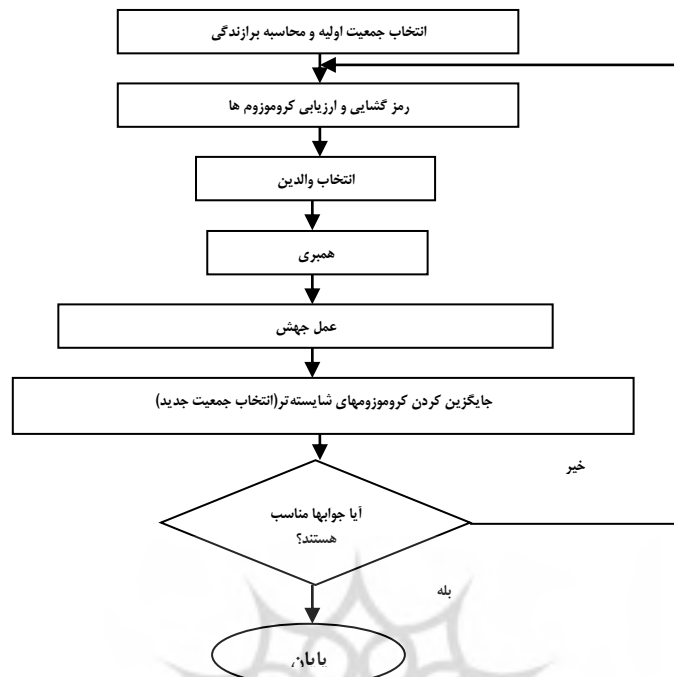 انتخاب جمعیت اولیه و محاسبه برازندگی
رمز گشایی و ارزیابی کروموزوم ها
انتخاب والدین
همبری
عمل جهش
جایگزین کردن کروموزومهای شایسته تر(انتخاب جمعیت جدید)
خیر
آیا جوابها مناسب
هستند؟
بله
پایان